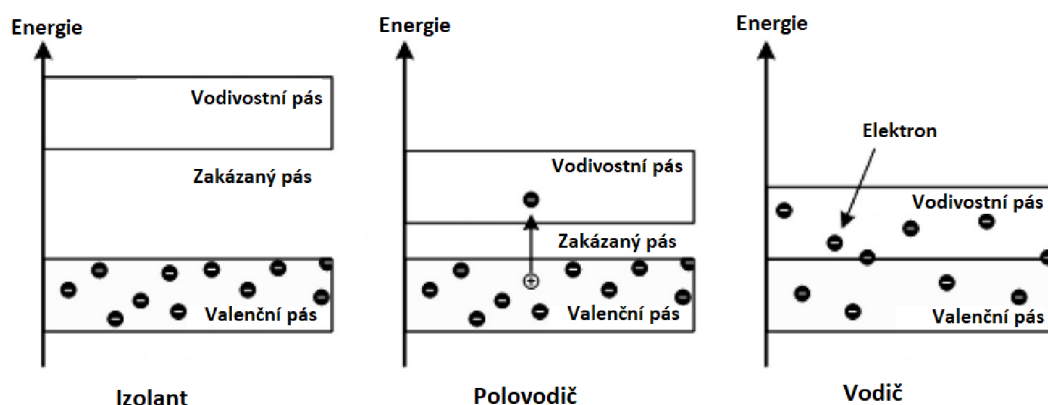 Energie
Vodivostní pás
Zakázaný pás
Valenční pás
Izolant
Energie
Vodivostní pás
Zakázaný pás
Valenční pás
Polovodič
Energie
Elektron
Vodivostní pás
Valenční pás
Vodič